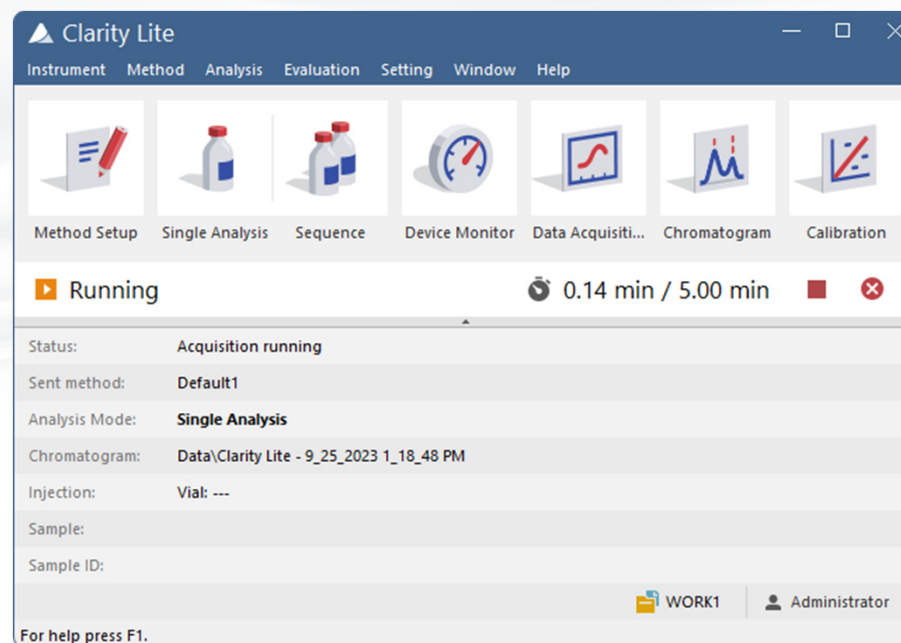 Clarity Lite
Instrument Method Analysis Evaluation Setting Window Help
Method Setup Single Analysis Sequence Device Monitor Data Acquisiti... Chromatogram Calibration
Running 0.14 min / 5.00 min
Status: Acquisition running
Sent method: Default1
Analysis Mode: Single Analysis
Chromatogram: Data\Clarity Lite - 9_25_2023 1_18_48 PM
Injection: Vial: ---
Sample:
Sample ID:
WORK1 Administrator
For help press F1.